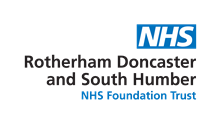 NHS
Rotherham Doncaster
and South Humber
NHS Foundation Trust